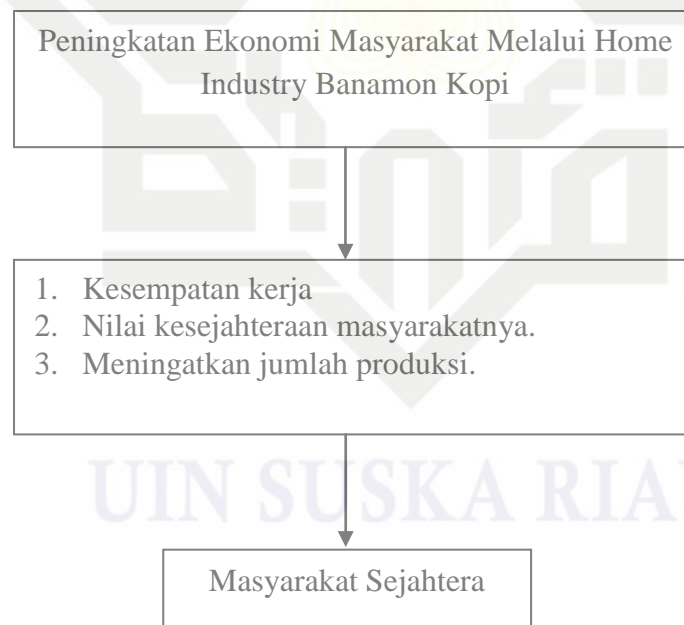 Peningkatan Ekonomi Masyarakat Melalui Home
Industry Banamon Kopi
1. Kesempatan kerja
2. Nilai kesejahteraan masyarakatnya.
3. Meningatkan jumlah produksi.
UIN SUSKA RIA
Masyarakat Sejahtera